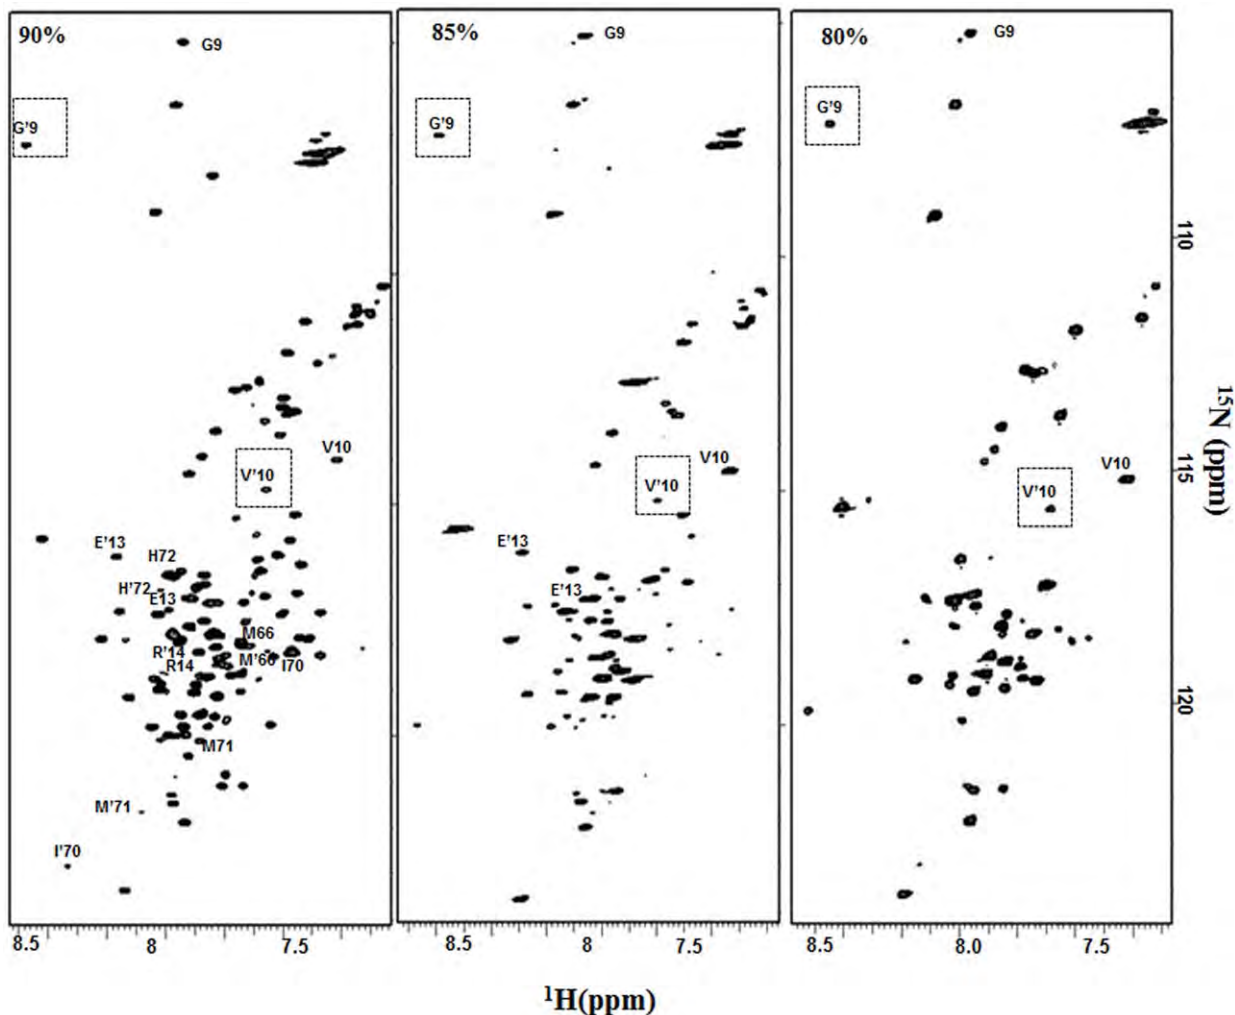 90%
G9
G'9
V10
V'10
E'13
H72
H'72
E13
M66
R'14
M'66
R14
I70
M71
M'71
I'70
8.5 8 7.5
85%
G9
G'9
V10
V'10
E'13
E'13
8.5 8 7.5
80%
G9
G'9
V10
V'10
8.5 8.0 7.5
110
115
120
15N (ppm)
1H(ppm)